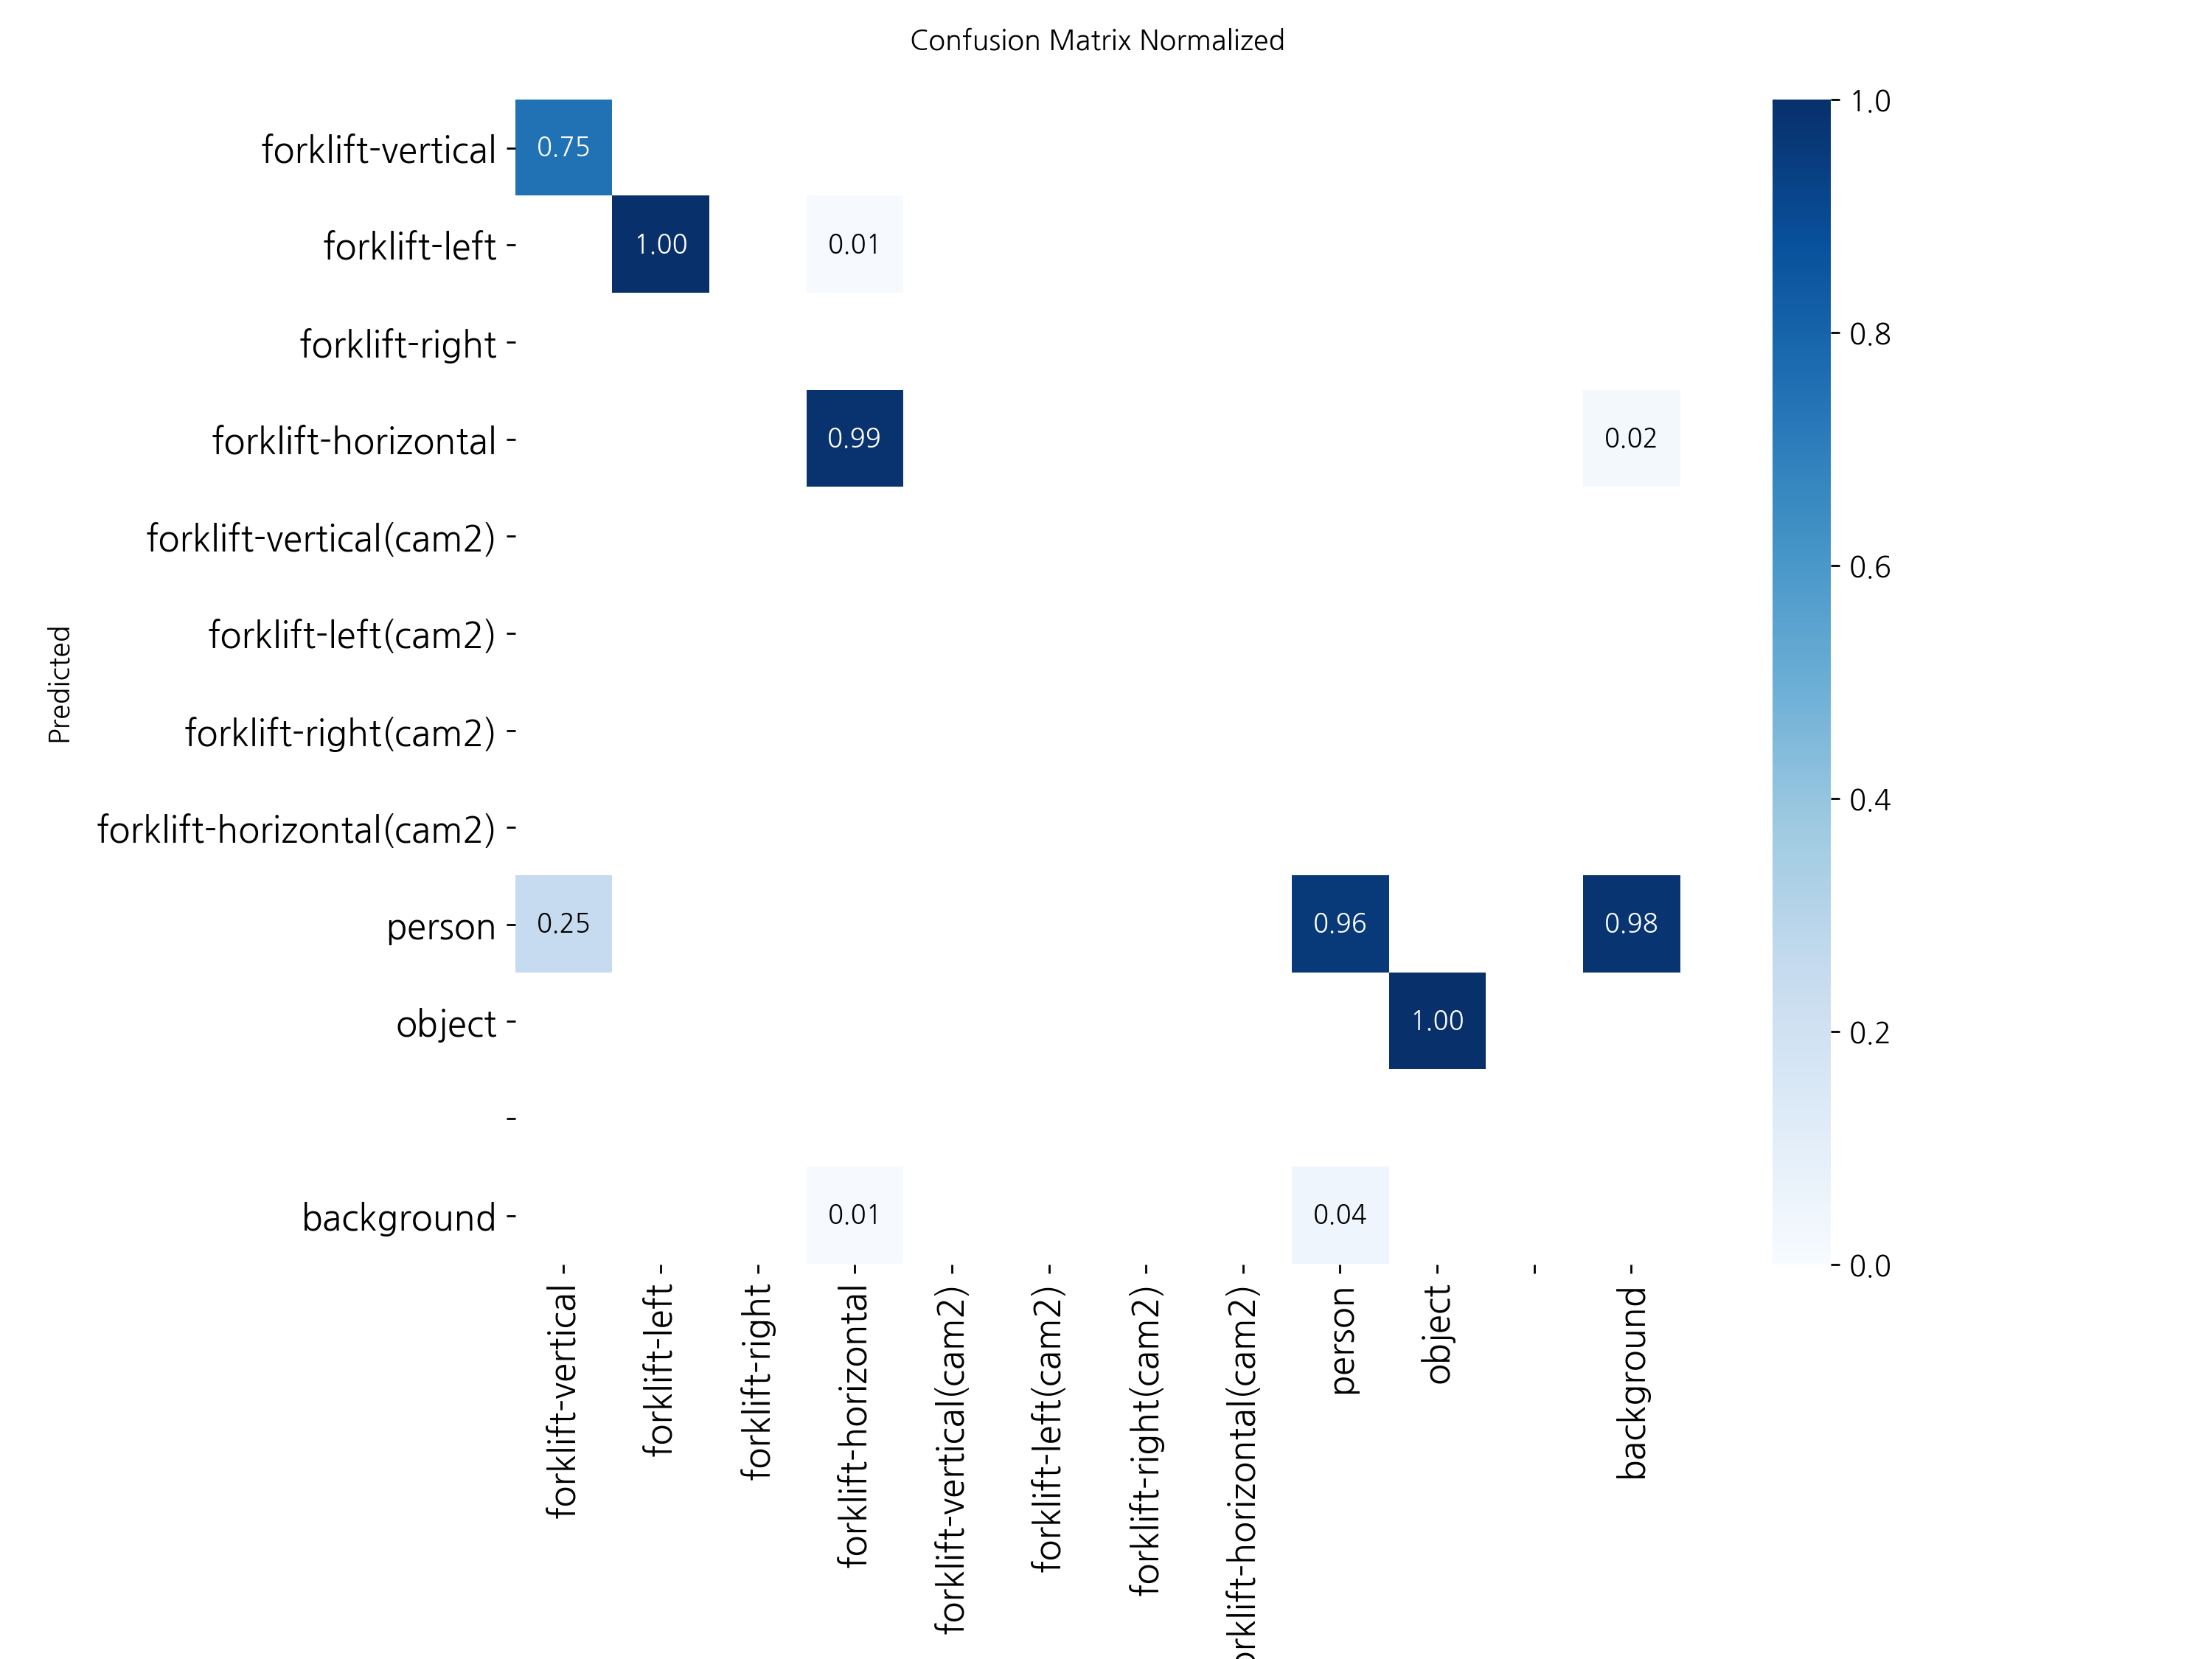 Confusion Matrix Normalized
forklift-vertical
0.75
1.0
forklift-left
1.00
0.01
forklift-right
0.8
forklift-horizontal
0.99
0.02
forklift-vertical(cam2)
0.6
forklift-left(cam2)
Predicted
forklift-right(cam2)
0.4
forklift-horizontal(cam2)
person
0.25
0.96
0.98
object
1.00
0.2
background
0.01
0.04
0.0
forklift-vertical
forklift-left
forklift-right
forklift-horizontal
forklift-vertical(cam2)
forklift-left(cam2)
forklift-right(cam2)
orklift-horizontal(cam2)
person
object
background